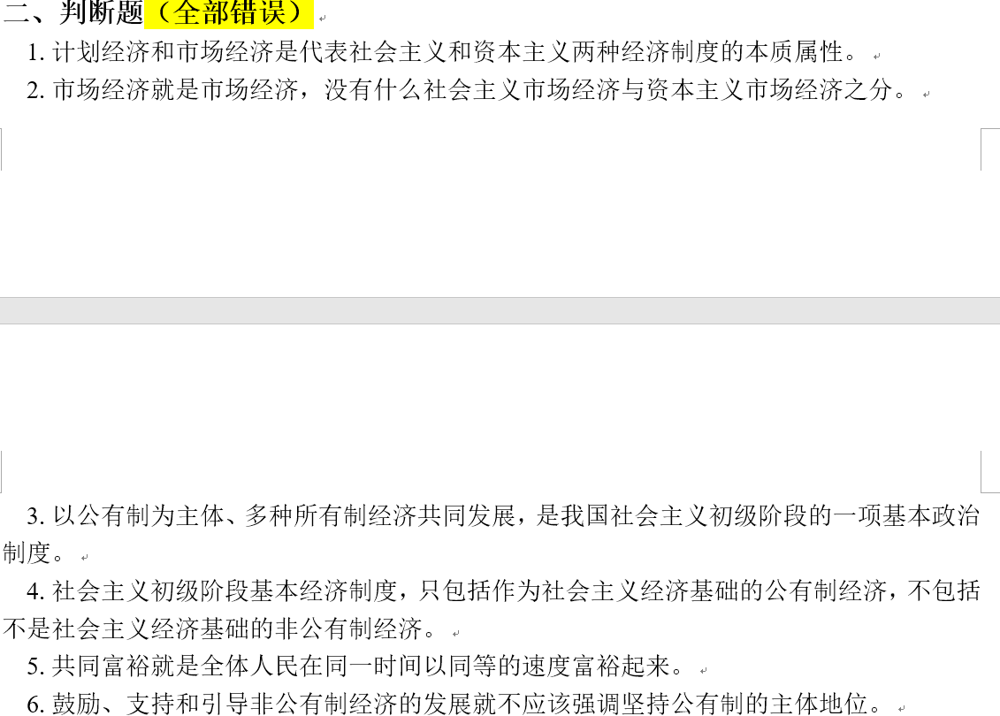 二、判断题（全部错误）
1. 计划经济和市场经济是代表社会主义和资本主义两种经济制度的本质属性。
2. 市场经济就是市场经济，没有什么社会主义市场经济与资本主义市场经济之分。
3. 以公有制为主体、多种所有制经济共同发展，是我国社会主义初级阶段的一项基本政治
制度。
4. 社会主义初级阶段基本经济制度，只包括作为社会主义经济基础的公有制经济，不包括
不是社会主义经济基础的非公有制经济。
5. 共同富裕就是全体人民在同一时间以同等的速度富裕起来。
6. 鼓励、支持和引导非公有制经济的发展就不应该强调坚持公有制的主体地位。